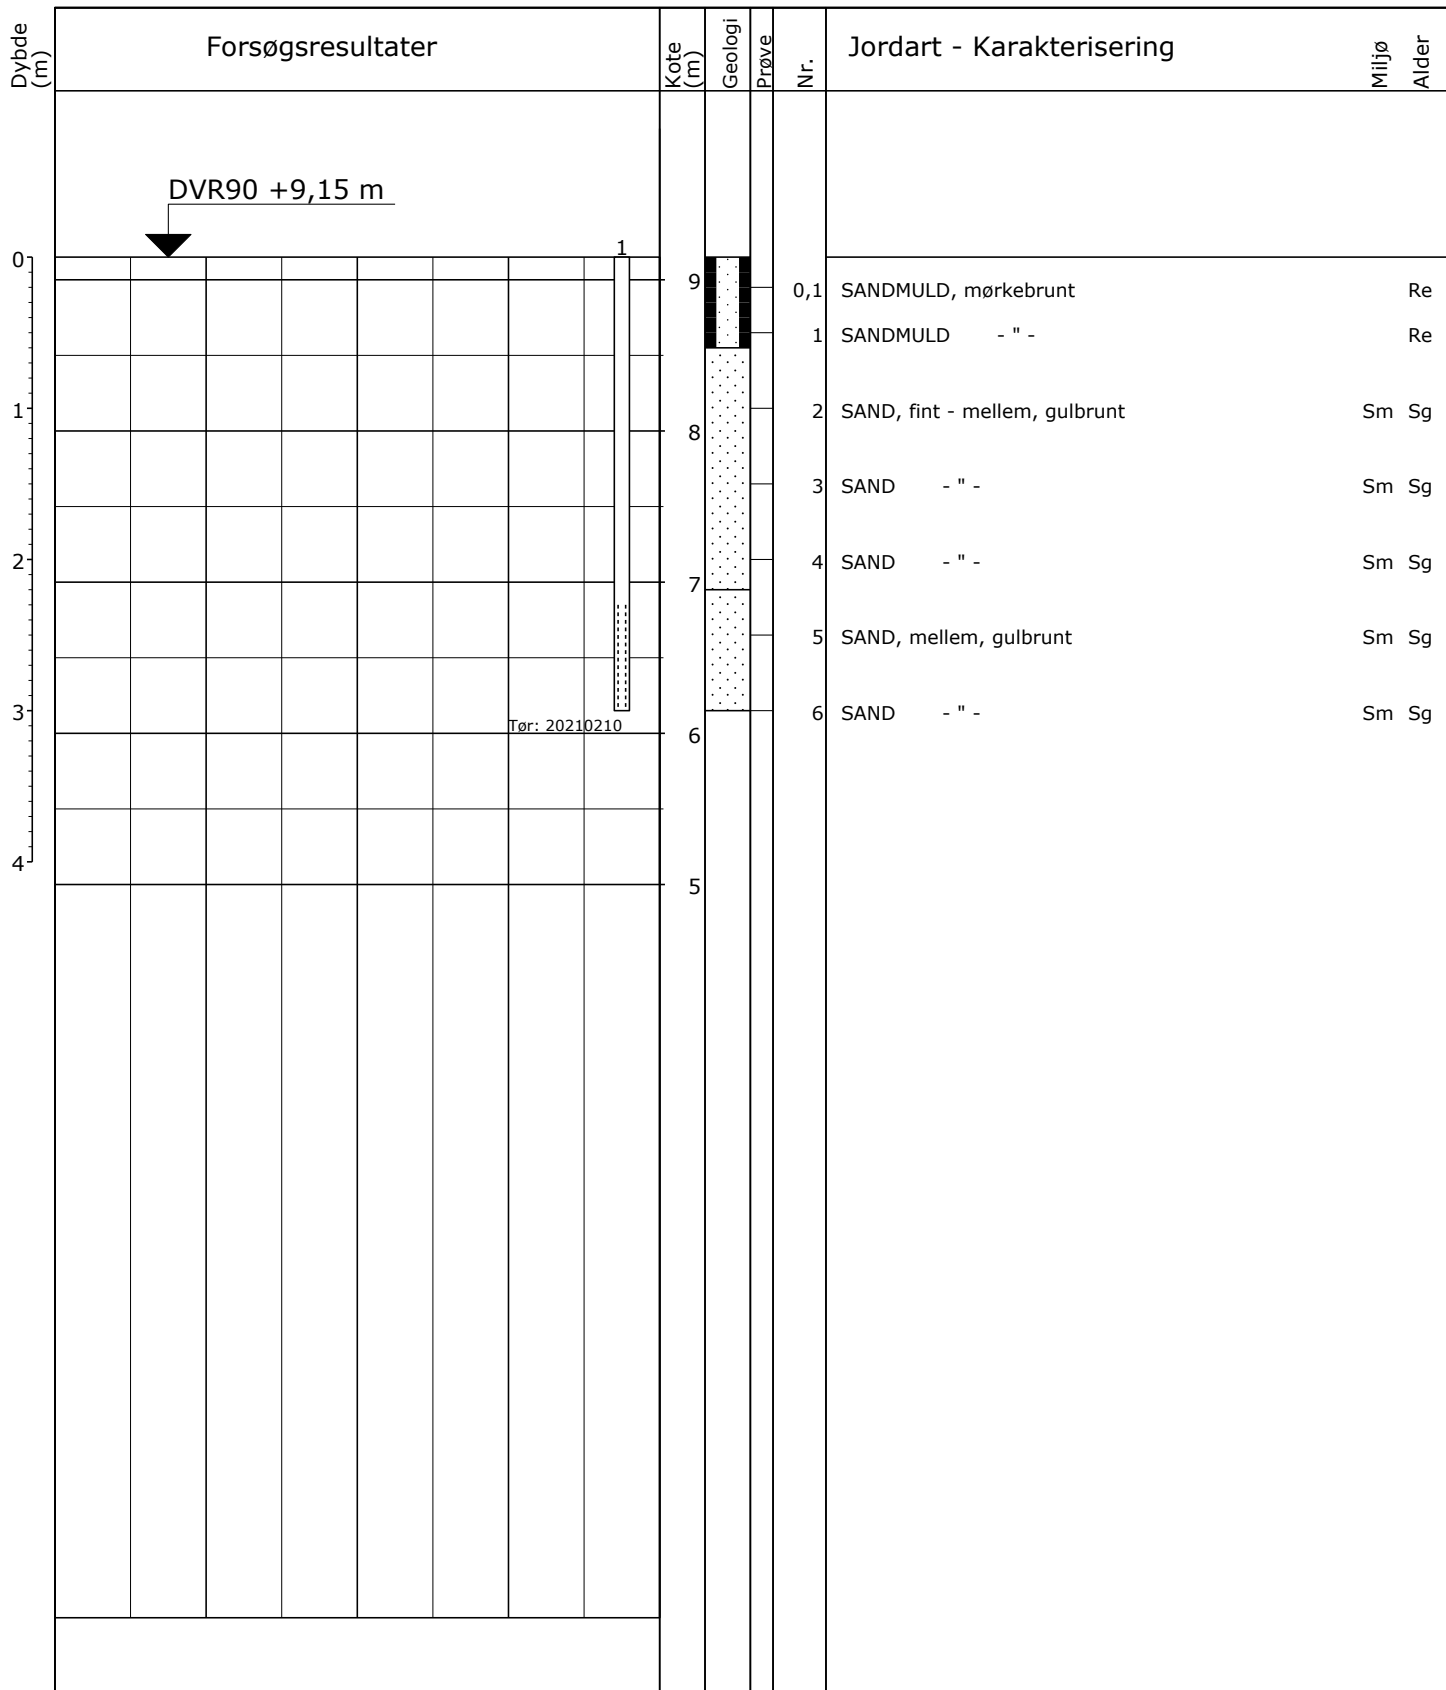 Dybde
(m)
Forsøgsresultater
Kote
(m)
Geologi
Prøve
Nr.
Jordart - Karakterisering
Miljø
Alder
DVR90 +9,15 m
1
0
9
0,1 SANDMULD, mørkebrunt Re
1 SANDMULD - " - Re
1
2 SAND, fint - mellem, gulbrunt Sm Sg
8
3 SAND - " - Sm Sg
2
4 SAND - " - Sm Sg
7
5 SAND, mellem, gulbrunt Sm Sg
3
6 SAND - " - Sm Sg
Tør: 20210210
6
4
5